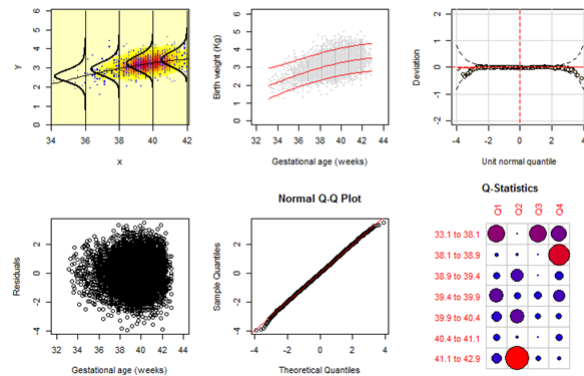 y
0 1 2 3 4 5 6
34 36 38 40 42
x
Birth weight (Kg)
0 1 2 3 4 5 6
32 34 36 38 40 42 44
Gestational age (weeks)
Deviation
-2 -1 0 1 2
-4 -2 0 2 4
Unit normal quantile
Residuals
-4 -2 0 2
32 34 36 38 40 42 44
Gestational age (weeks)
Normal Q-Q Plot
Sample Quantiles
-4 -2 0 2
-4 -2 0 2 4
Theoretical Quantiles
Q-Statistics
Q1 Q2 Q3 Q4
33.1 to 38.1
38.1 to 38.9
38.9 to 39.4
39.4 to 39.9
39.9 to 40.4
40.4 to 41.1
41.1 to 42.9